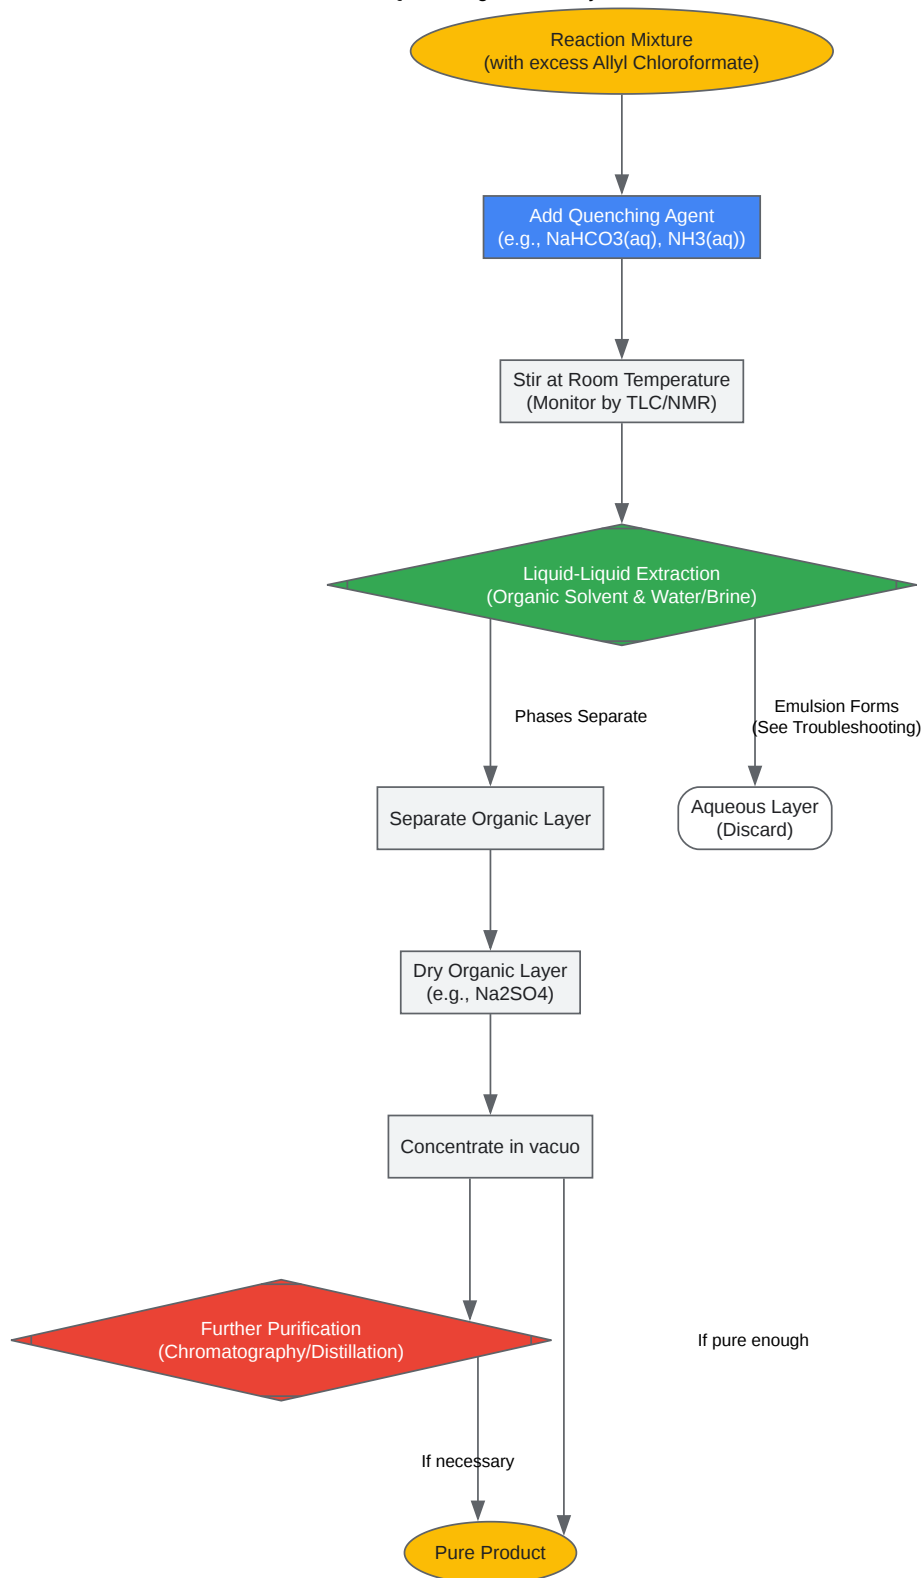 Reaction Mixture
(with excess Allyl Chloroformate)
Add Quenching Agent
(e.g., NaHCO3(aq), NH3(aq))
Stir at Room Temperature
(Monitor by TLC/NMR)
Liquid-Liquid Extraction
(Organic Solvent & Water/Brine)
Phases Separate
Emulsion Forms
(See Troubleshooting)
Separate Organic Layer
Aqueous Layer
(Discard)
Dry Organic Layer
(e.g., Na2SO4)
Concentrate in vacuo
Further Purification
(Chromatography/Distillation)
If pure enough
If necessary
Pure Product